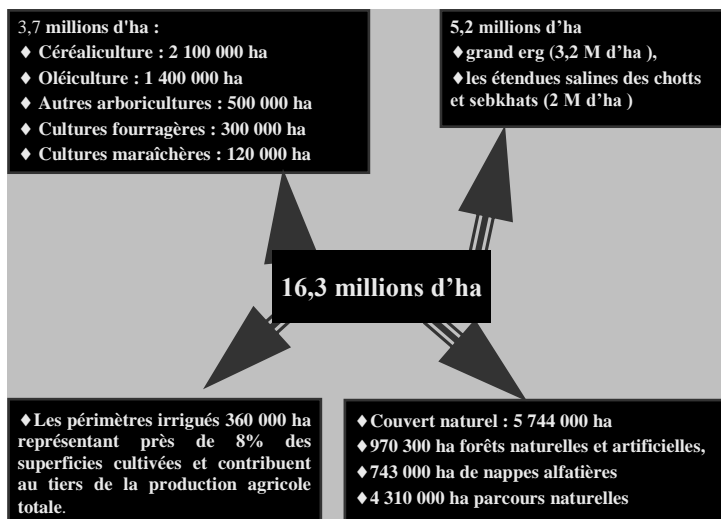 3,7 millions d'ha :
♦ Céréaliculture : 2 100 000 ha
♦ Oléiculture : 1 400 000 ha
♦ Autres arboricultures : 500 000 ha
♦ Cultures fourragères : 300 000 ha
♦ Cultures maraîchères : 120 000 ha
5,2 millions d’ha
♦grand erg (3,2 M d’ha ),
♦les étendues salines des chotts
et sebkhats (2 M d’ha )
16,3 millions d’ha
♦Les périmètres irrigués 360 000 ha
représentant près de 8% des
superficies cultivées et contribuent
au tiers de la production agricole
totale.
♦Couvert naturel : 5 744 000 ha
♦970 300 ha forêts naturelles et artificielles,
♦743 000 ha de nappes alfatières
♦4 310 000 ha parcours naturelles